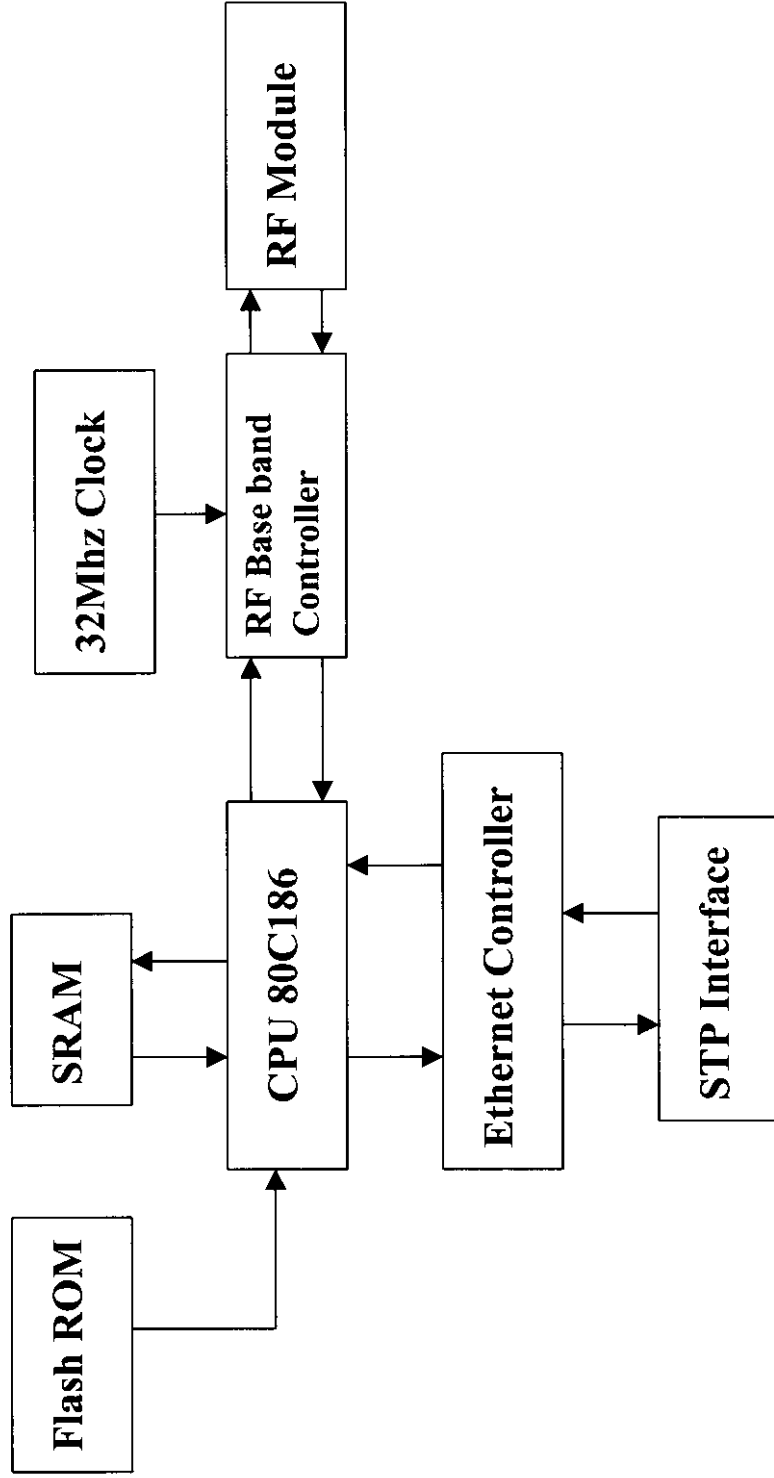 Flash ROM
SRAM
32Mhz Clock
CPU 80C186
RF Base band
Controller
RF Module
Ethernet Controller
STP Interface